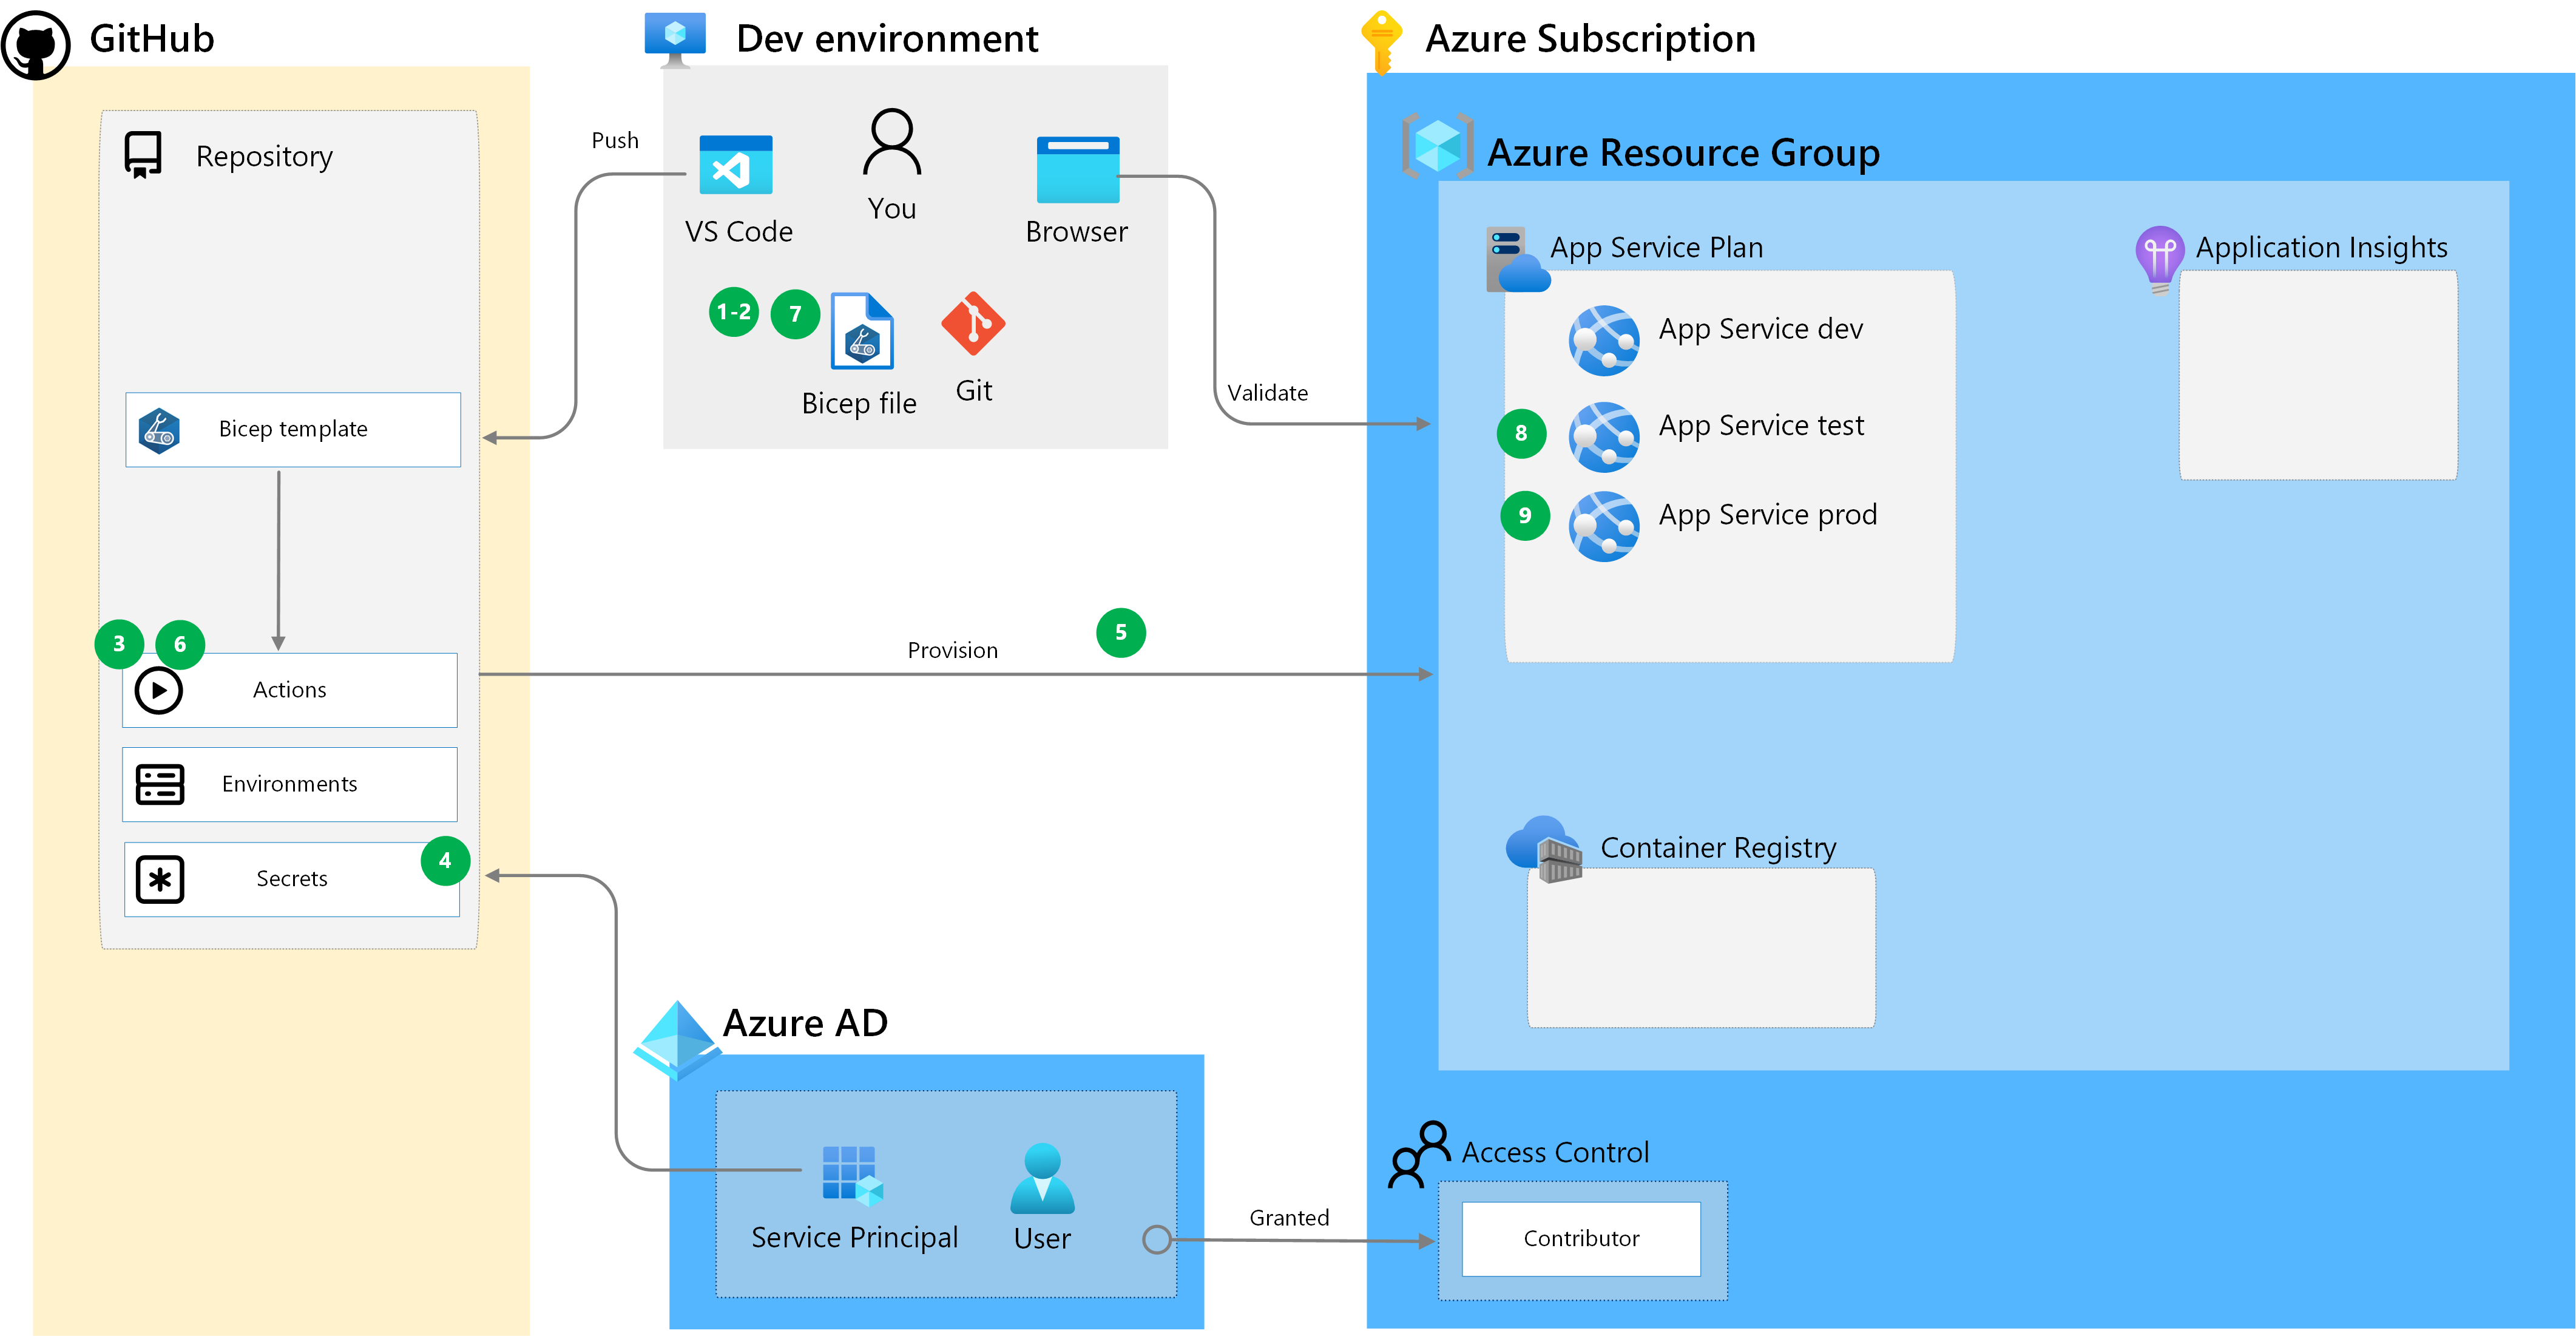 GitHub
Repository
Bicep template
3
6
Actions
Environments
Secrets
4
Dev environment
Push
VS Code
You
Browser
1-2
7
Bicep file
Git
Validate
Provision
5
Azure AD
Service Principal
User
Granted
Azure Subscription
Azure Resource Group
App Service Plan
App Service dev
8
App Service test
9
App Service prod
Application Insights
Container Registry
Access Control
Contributor